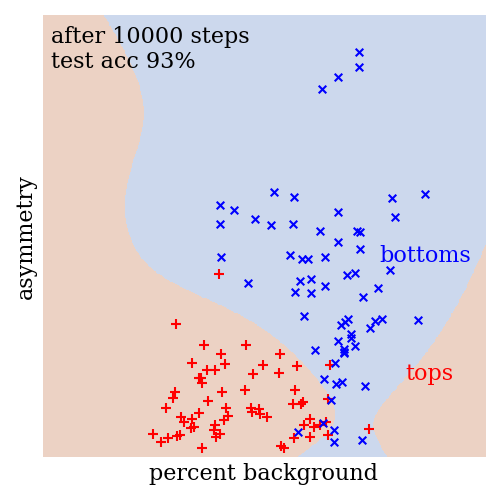 after 10000 steps
test acc 93%
asymmetry
bottoms
tops
percent background